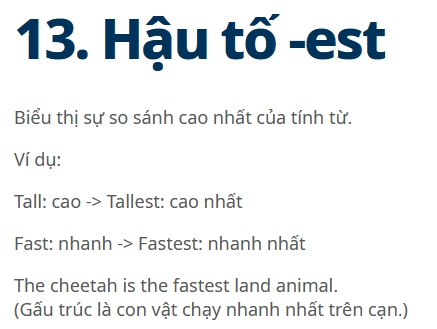 13. Hậu tố -est
Biểu thị sự so sánh cao nhất của tính từ.
Ví dụ:
Tall: cao -> Tallest: cao nhất
Fast: nhanh -> Fastest: nhanh nhất
The cheetah is the fastest land animal.
(Gấu trúc là con vật chạy nhanh nhất trên cạn.)